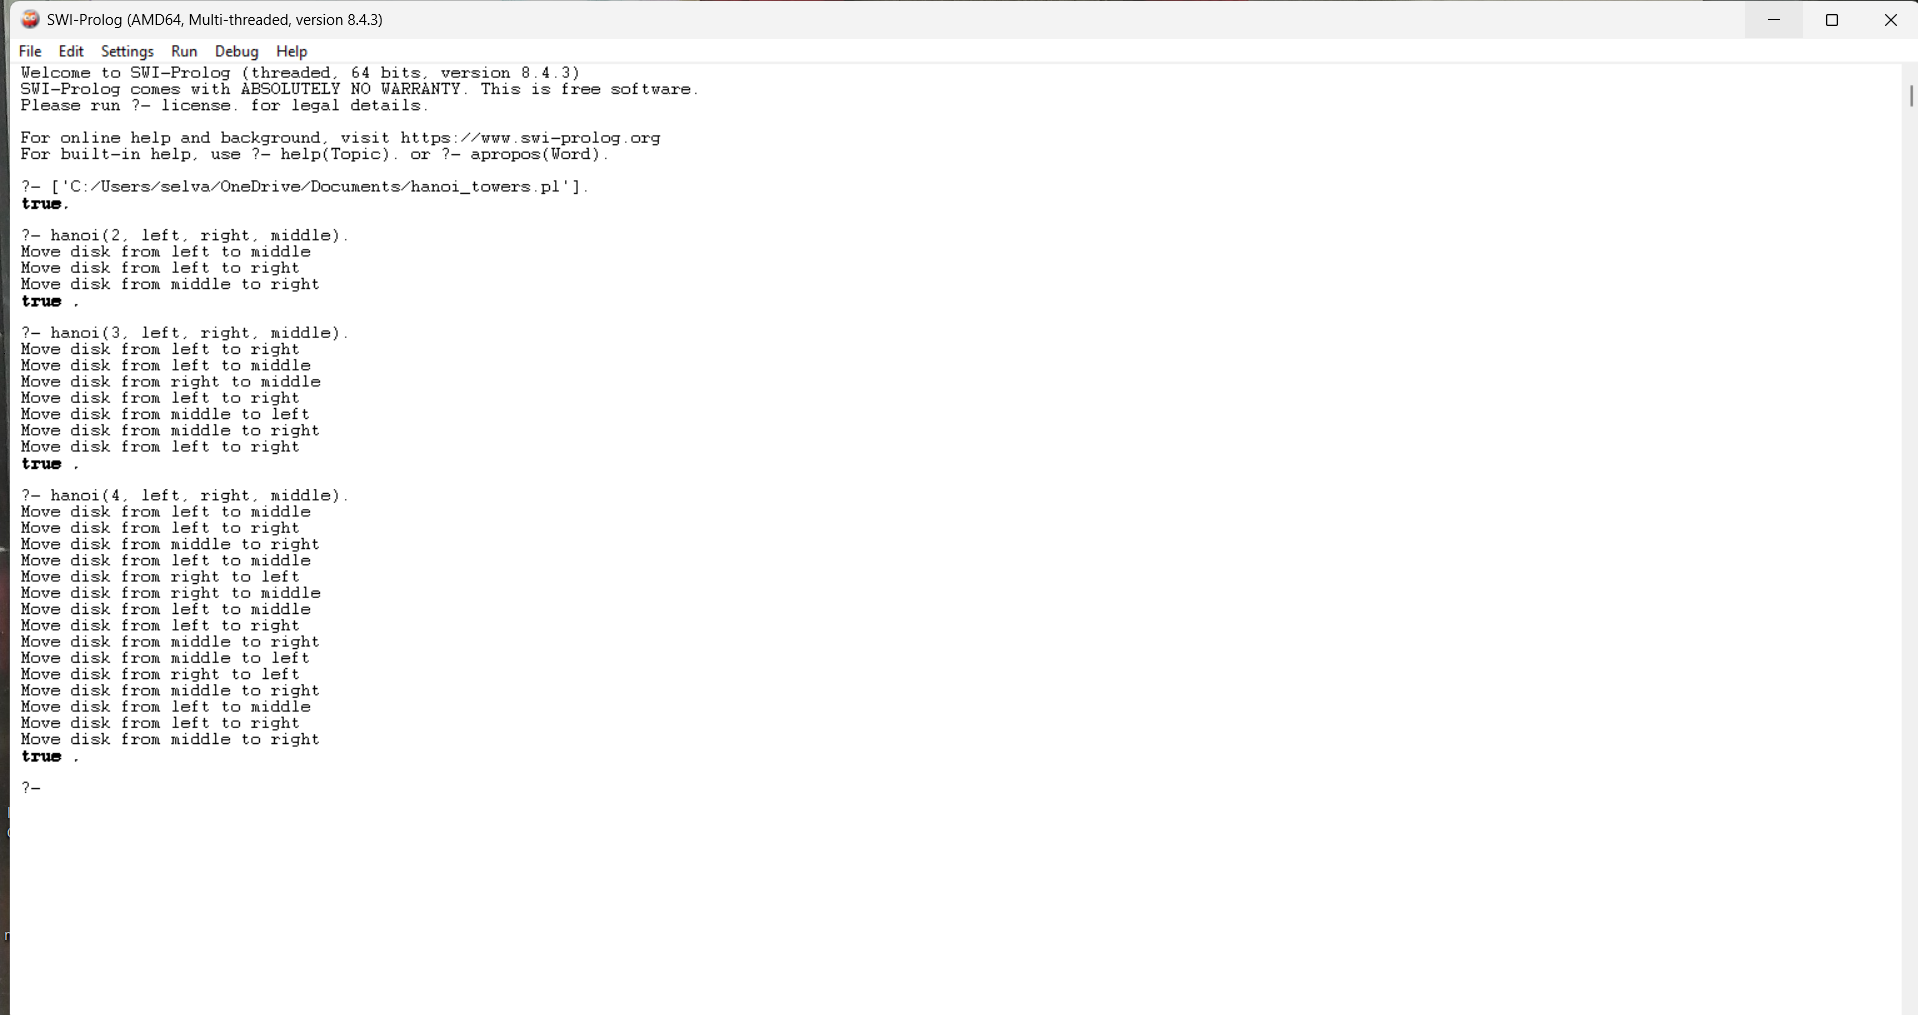 SWI-Prolog (AMD64, Multi-threaded, version 8.4.3)
File Edit Settings Run Debug Help
Welcome to SWI-Prolog (threaded, 64 bits, version 8.4.3)
SWI-Prolog comes with ABSOLUTELY NO WARRANTY. This is free software.
Please run ?- license. for legal details.
For online help and background, visit https://www.swi-prolog.org
For built-in help, use ?- help(Topic). or ?- apropos(Word).
?- ['C:/Users/selva/OneDrive/Documents/hanoi_towers.pl'].
true.
?- hanoi(2, left, right, middle).
Move disk from left to middle
Move disk from left to right
Move disk from middle to right
true .
?- hanoi(3, left, right, middle).
Move disk from left to right
Move disk from left to middle
Move disk from right to middle
Move disk from left to right
Move disk from middle to left
Move disk from middle to right
Move disk from left to right
true .
?- hanoi(4, left, right, middle).
Move disk from left to middle
Move disk from left to right
Move disk from middle to right
Move disk from left to middle
Move disk from right to left
Move disk from right to middle
Move disk from left to middle
Move disk from left to right
Move disk from middle to right
Move disk from middle to left
Move disk from right to left
Move disk from middle to right
Move disk from left to middle
Move disk from left to right
Move disk from middle to right
true .
?-